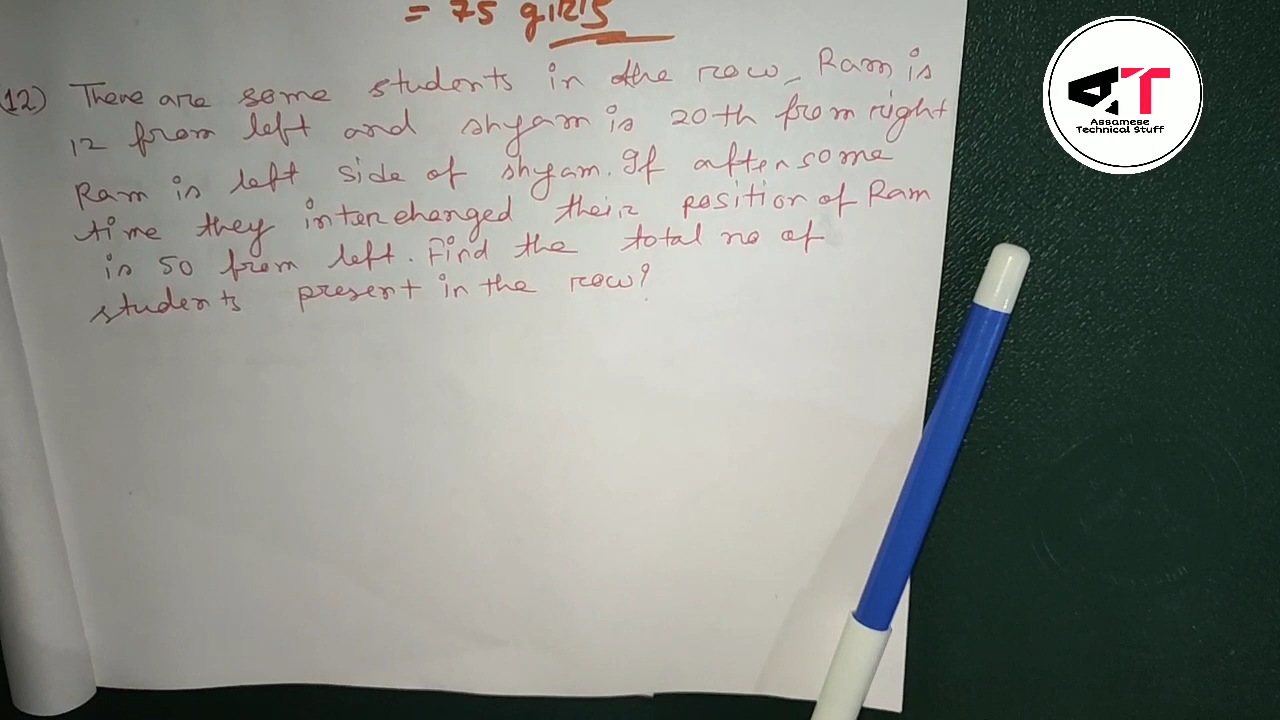 = 75 girls
(12) There are some students in the row, Ram is
12 from left and shyam is 20th from right
Ram is left side of shyam. If after some
time they interchanged their position of Ram
is 50 from left. Find the total no of
students present in the row?
AT
Assamese
Technical Stuff